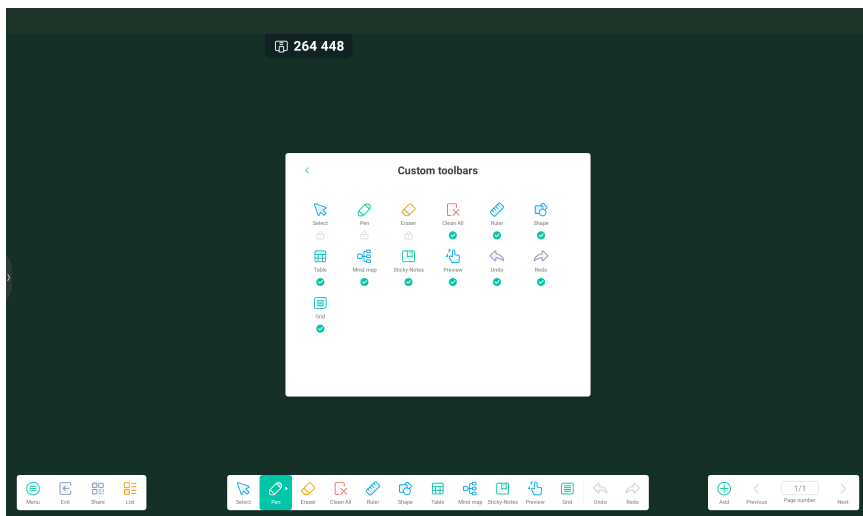 264 448
Custom toolbars
Select Pen Eraser Clean All Ruler Shape
Table Mind map Sticky-Notes Preview Undo Redo
Grid
Menu Exit Share List
Select Pen Eraser Clean All Ruler Shape Table Mind map Sticky-Notes Preview Grid Undo Redo
1/1
Add Previous Page number Next